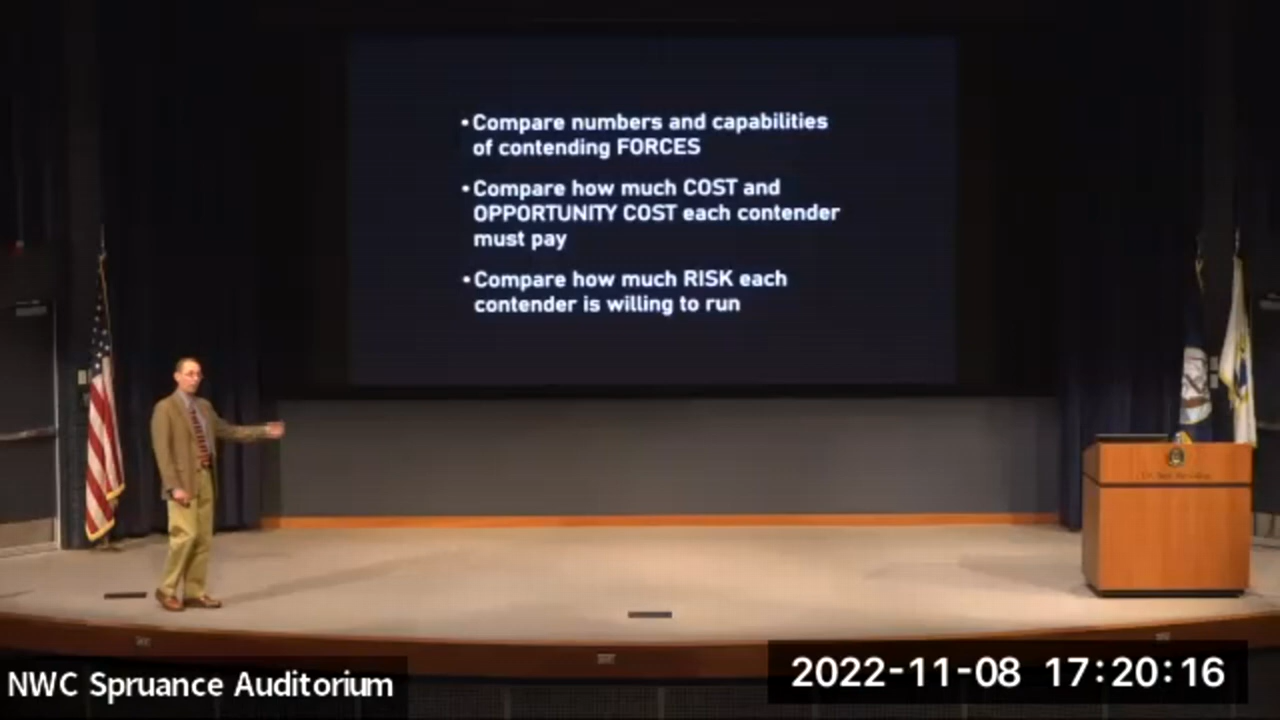 •Compare numbers and capabilities
of contending FORCES
•Compare how much COST and
OPPORTUNITY COST each contender
must pay
•Compare how much RISK each
contender is willing to run
NWC Spruance Auditorium
2022-11-08 17:20:16